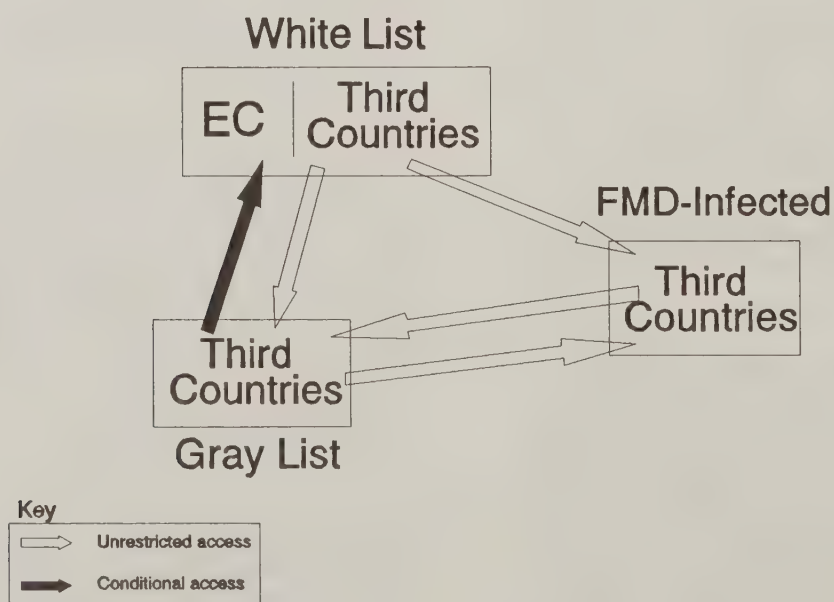 White List
EC
Third
Countries
FMD-Infected
Third
Countries
Third
Countries
Gray List
Key
Unrestricted access
Conditional access